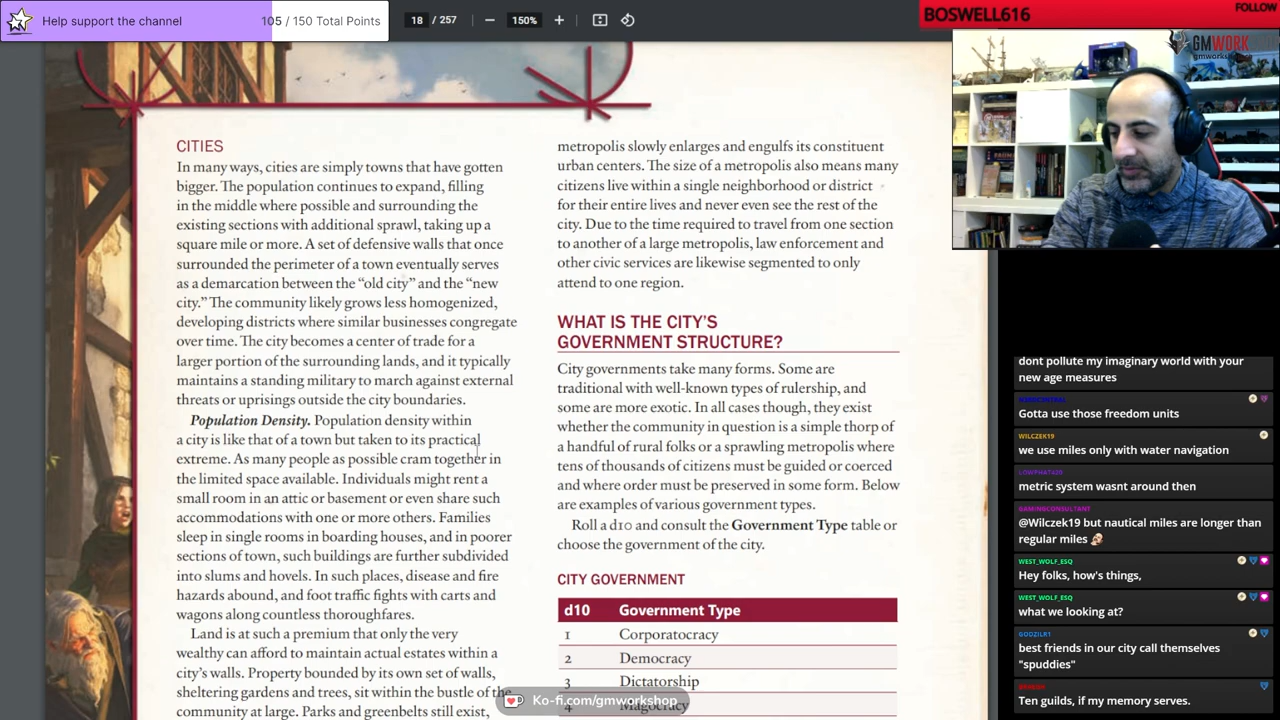 Help support the channel
105 / 150 Total Points
18 / 257
150%
BOSWELL616
FOLLOW
GMWORK
CITIES
In many ways, cities are simply towns that have gotten
bigger. The population continues to expand, filling
in the middle where possible and surrounding the
existing sections with additional sprawl, taking up a
square mile or more. A set of defensive walls that once
surrounded the perimeter of a town eventually serves
as a demarcation between the “old city” and the “new
city.” The community likely grows less homogenized,
developing districts where similar businesses congregate
over time. The city becomes a center of trade for a
larger portion of the surrounding lands, and it typically
maintains a standing military to march against external
threats or uprisings outside the city boundaries.
Population Density. Population density within
a city is like that of a town but taken to its practical
extreme. As many people as possible cram together in
the limited space available. Individuals might rent a
small room in an attic or basement or even share such
accommodations with one or more others. Families
sleep in single rooms in boarding houses, and in poorer
sections of town, such buildings are further subdivided
into slums and hovels. In such places, disease and fire
hazards abound, and foot traffic fights with carts and
wagons along countless thoroughfares.
Land is at such a premium that only the very
wealthy can afford to maintain actual estates within a
city’s walls. Property bounded by its own set of walls,
sheltering gardens and trees, sit within the bustle of the
community at large. Parks and greenbelts still exist,
metropolis slowly enlarges and engulfs its constituent
urban centers. The size of a metropolis also means many
citizens live within a single neighborhood or district
for their entire lives and never even see the rest of the
city. Due to the time required to travel from one section
to another of a large metropolis, law enforcement and
other civic services are likewise segmented to only
attend to one region.
WHAT IS THE CITY’S
GOVERNMENT STRUCTURE?
City governments take many forms. Some are
traditional with well-known types of rulership, and
some are more exotic. In all cases though, they exist
whether the community in question is a simple thorp of
a handful of rural folks or a sprawling metropolis where
tens of thousands of citizens must be guided or coerced
and where order must be preserved in some form. Below
are examples of various government types.
Roll a d10 and consult the Government Type table or
choose the government of the city.
CITY GOVERNMENT
d10 Government Type
1 Corporatocracy
2 Democracy
3 Dictatorship
4 Magocracy
Ko-fi.com/gmworkshop
dont pollute my imaginary world with your
new age measures
Gotta use those freedom units
WILCZEK19
we use miles only with water navigation
LOWPHAT420
metric system wasnt around then
GAMINGCONSULTANT
@Wilczek19 but nautical miles are longer than
regular miles
WEST_WOLF_ESQ
Hey folks, how's things,
WEST_WOLF_ESQ
what we looking at?
GODZILR1
best friends in our city call themselves
"spuddies"
Ten guilds, if my memory serves.